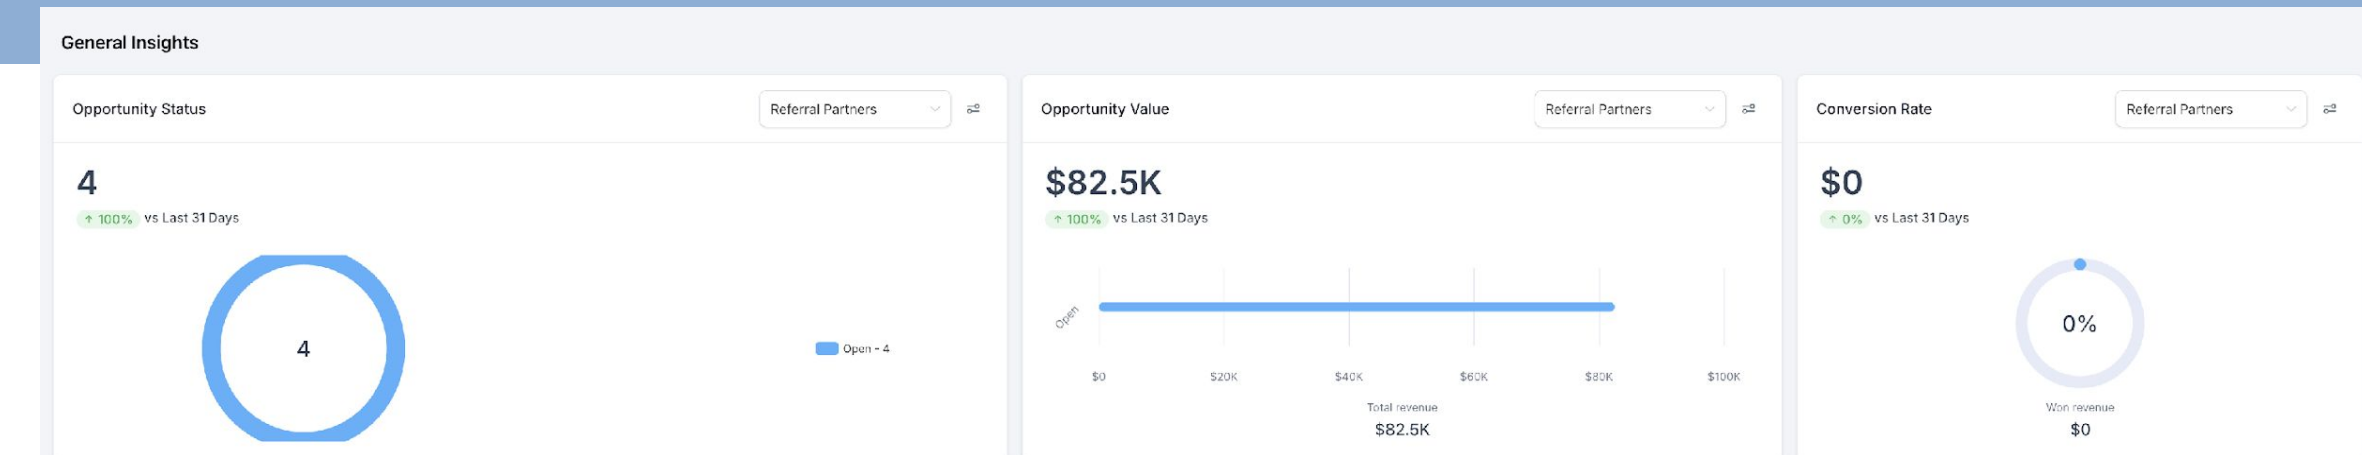 General Insights
Opportunity Status
Referral Partners
4
↑ 100% vs Last 31 Days
4
Open - 4
Opportunity Value
Referral Partners
$82.5K
↑ 100% vs Last 31 Days
Open
$0 $20K $40K $60K $80K $100K
Total revenue
$82.5K
Conversion Rate
Referral Partners
$0
↑ 0% vs Last 31 Days
0%
Won revenue
$0